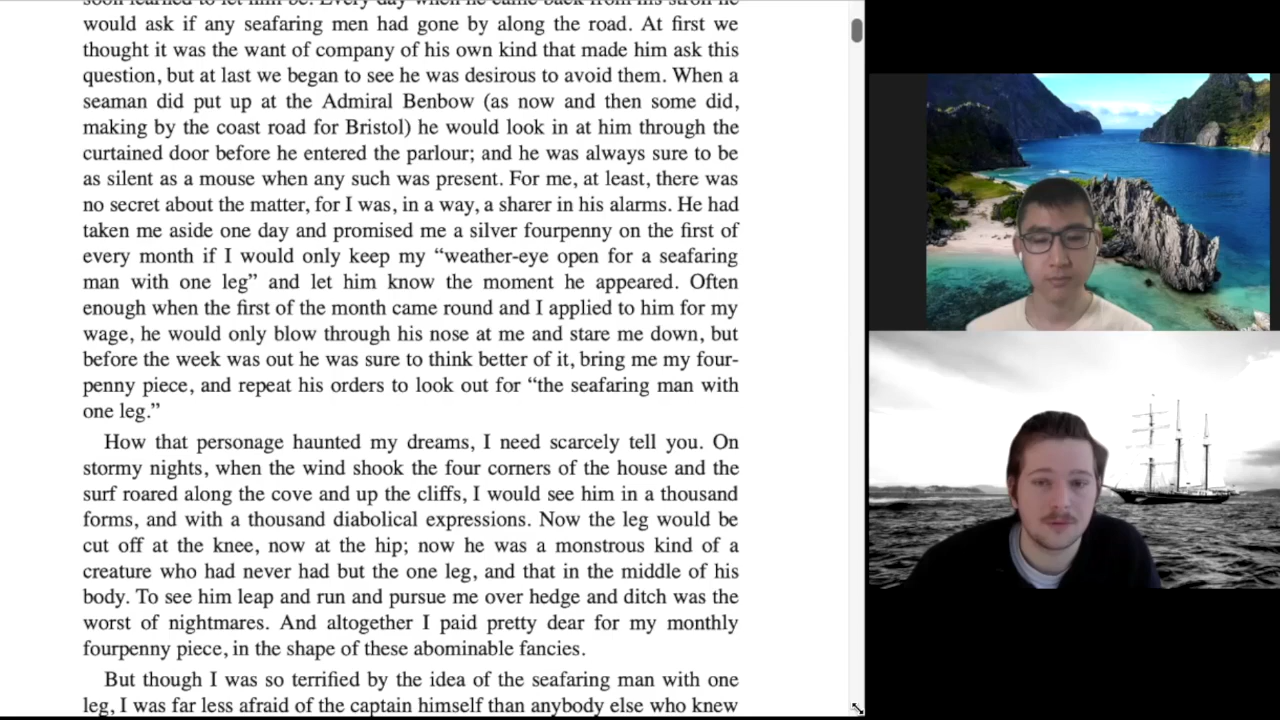 soon learned to let him be. Every day when he came back from his stroll he
would ask if any seafaring men had gone by along the road. At first we
thought it was the want of company of his own kind that made him ask this
question, but at last we began to see he was desirous to avoid them. When a
seaman did put up at the Admiral Benbow (as now and then some did,
making by the coast road for Bristol) he would look in at him through the
curtained door before he entered the parlour; and he was always sure to be
as silent as a mouse when any such was present. For me, at least, there was
no secret about the matter, for I was, in a way, a sharer in his alarms. He had
taken me aside one day and promised me a silver fourpenny on the first of
every month if I would only keep my “weather-eye open for a seafaring
man with one leg” and let him know the moment he appeared. Often
enough when the first of the month came round and I applied to him for my
wage, he would only blow through his nose at me and stare me down, but
before the week was out he was sure to think better of it, bring me my four-
penny piece, and repeat his orders to look out for “the seafaring man with
one leg.”
How that personage haunted my dreams, I need scarcely tell you. On
stormy nights, when the wind shook the four corners of the house and the
surf roared along the cove and up the cliffs, I would see him in a thousand
forms, and with a thousand diabolical expressions. Now the leg would be
cut off at the knee, now at the hip; now he was a monstrous kind of a
creature who had never had but the one leg, and that in the middle of his
body. To see him leap and run and pursue me over hedge and ditch was the
worst of nightmares. And altogether I paid pretty dear for my monthly
fourpenny piece, in the shape of these abominable fancies.
But though I was so terrified by the idea of the seafaring man with one
leg, I was far less afraid of the captain himself than anybody else who knew